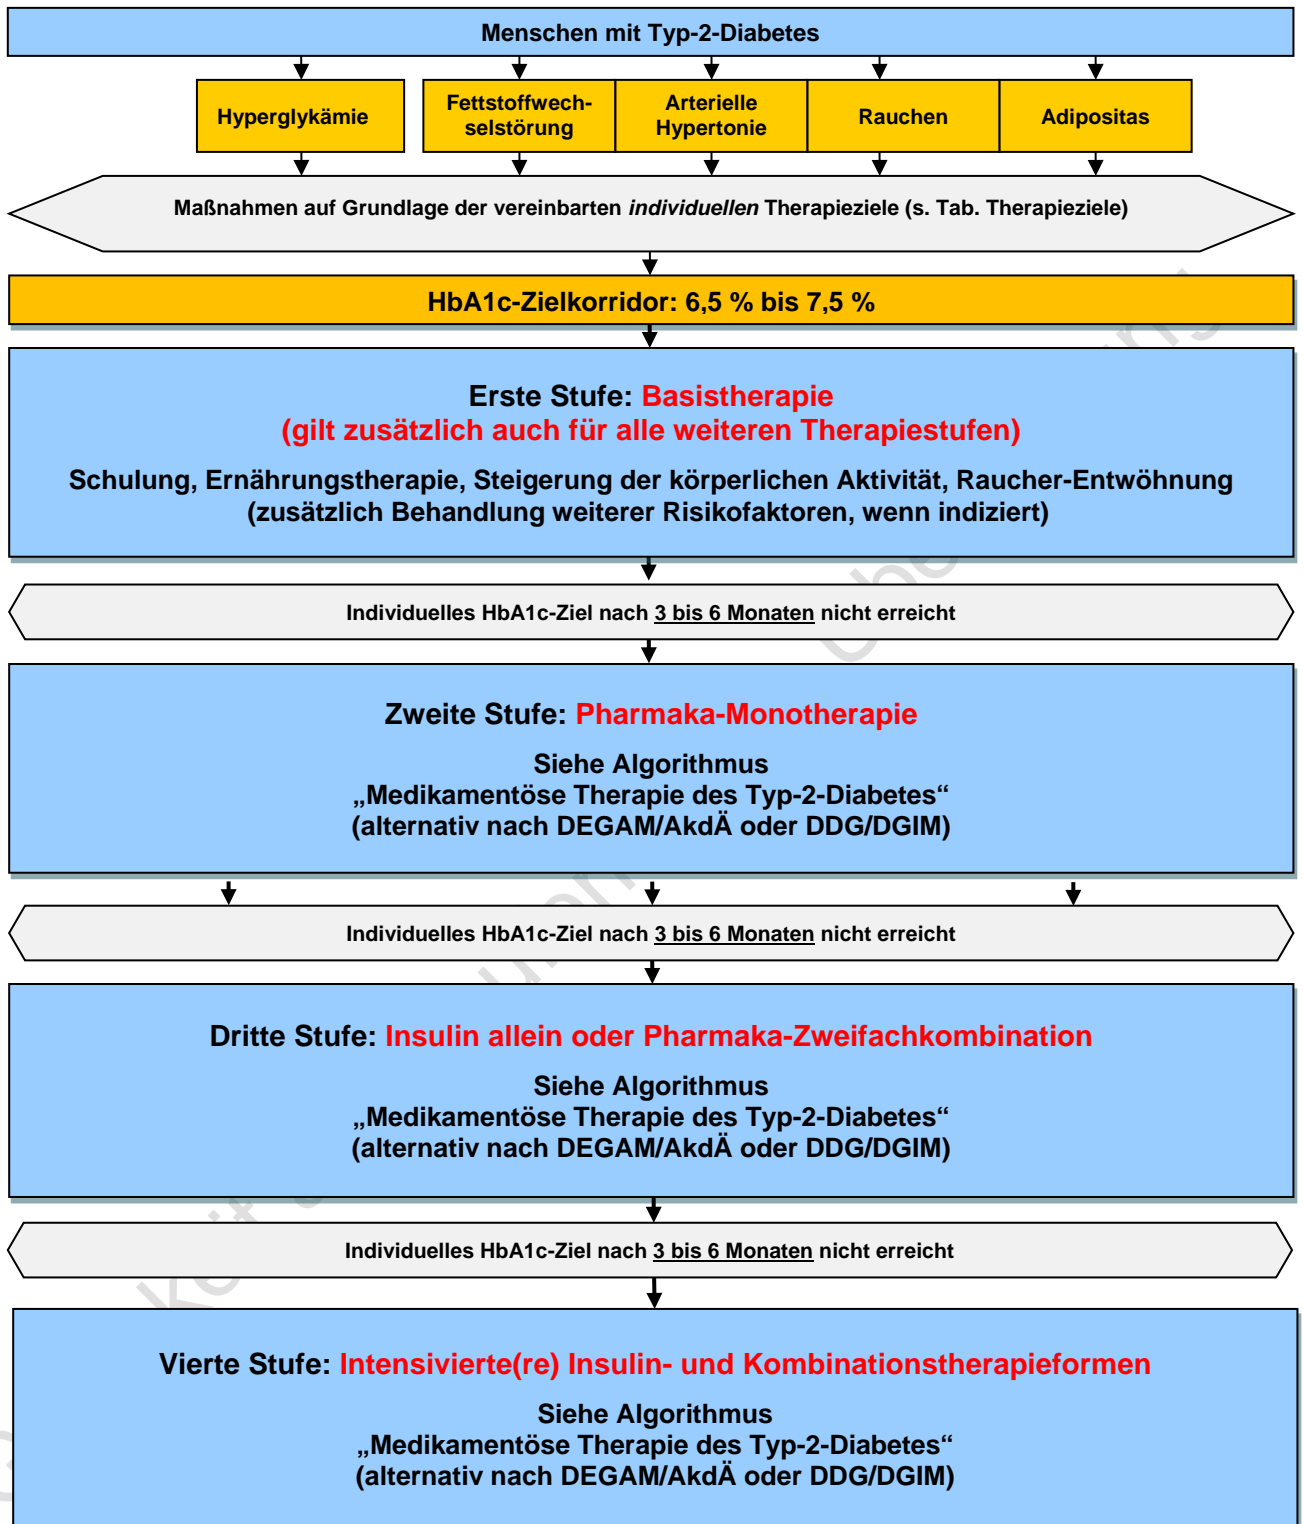 Menschen mit Typ-2-Diabetes
Hyperglykämie
Fettstoffwech-
selstörung
Arterielle
Hypertonie
Rauchen
Adipositas
Maßnahmen auf Grundlage der vereinbarten individuellen Therapieziele (s. Tab. Therapieziele)
HbA1c-Zielkorridor: 6,5 % bis 7,5 %
Erste Stufe: Basistherapie
(gilt zusätzlich auch für alle weiteren Therapiestufen)
Schulung, Ernährungstherapie, Steigerung der körperlichen Aktivität, Raucher-Entwöhnung
(zusätzlich Behandlung weiterer Risikofaktoren, wenn indiziert)
Individuelles HbA1c-Ziel nach 3 bis 6 Monaten nicht erreicht
Zweite Stufe: Pharmaka-Monotherapie
Siehe Algorithmus
„Medikamentöse Therapie des Typ-2-Diabetes“
(alternativ nach DEGAM/AkdÄ oder DDG/DGIM)
Individuelles HbA1c-Ziel nach 3 bis 6 Monaten nicht erreicht
Dritte Stufe: Insulin allein oder Pharmaka-Zweifachkombination
Siehe Algorithmus
„Medikamentöse Therapie des Typ-2-Diabetes“
(alternativ nach DEGAM/AkdÄ oder DDG/DGIM)
Individuelles HbA1c-Ziel nach 3 bis 6 Monaten nicht erreicht
Vierte Stufe: Intensivierte(re) Insulin- und Kombinationstherapieformen
Siehe Algorithmus
„Medikamentöse Therapie des Typ-2-Diabetes“
(alternativ nach DEGAM/AkdÄ oder DDG/DGIM)